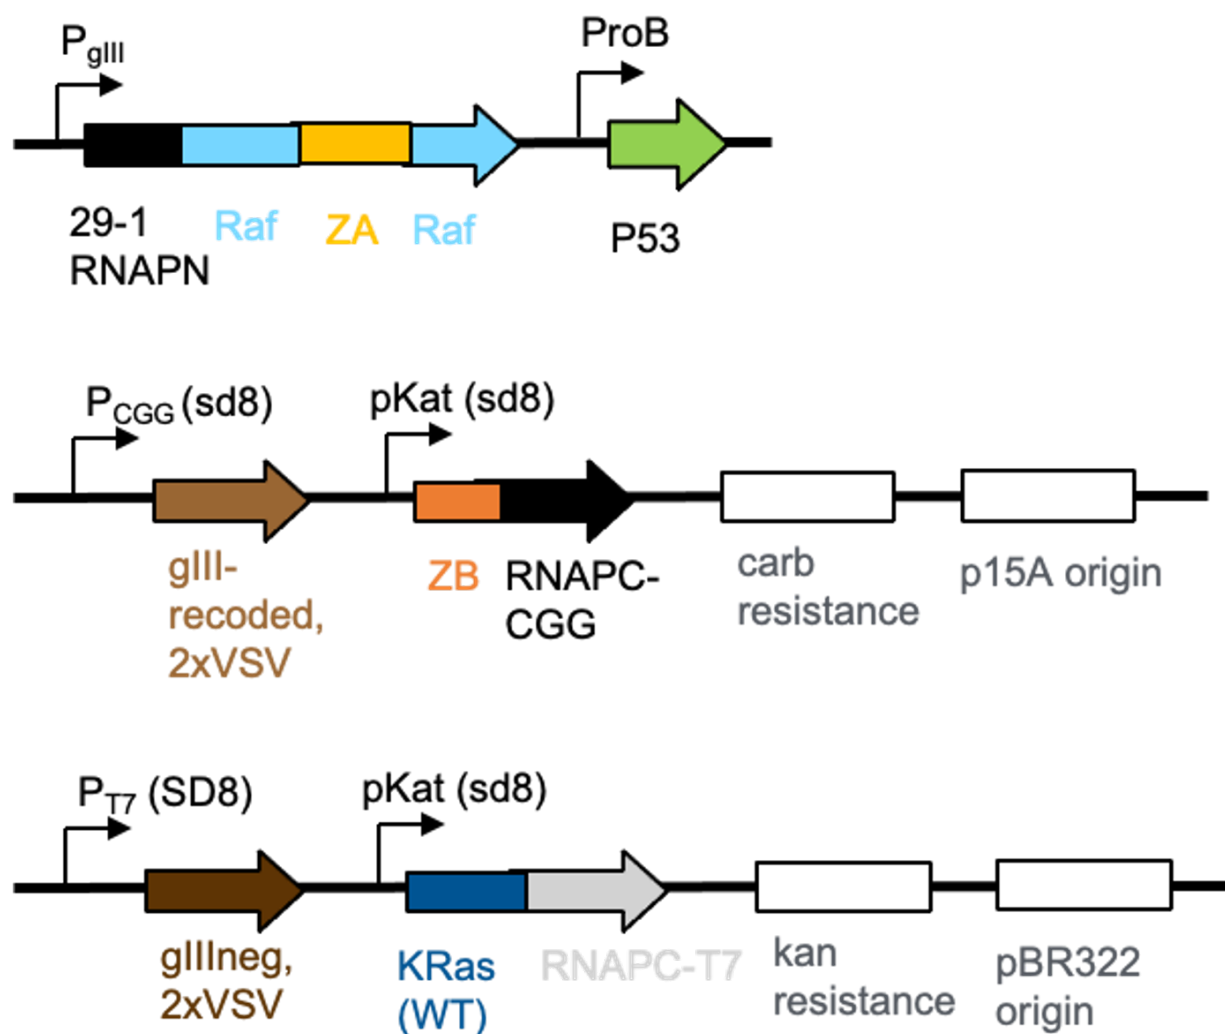 PgIII
ProB
29-1
RNAPN
Raf
ZA
Raf
P53
PCGG (sd8)
pKat (sd8)
gIII-
recoded,
2xVSV
ZB
RNAPC-
CGG
carb
resistance
p15A origin
PT7 (SD8)
pKat (sd8)
gIIIneg,
2xVSV
KRas
(WT)
RNAPC-T7
kan
resistance
pBR322
origin